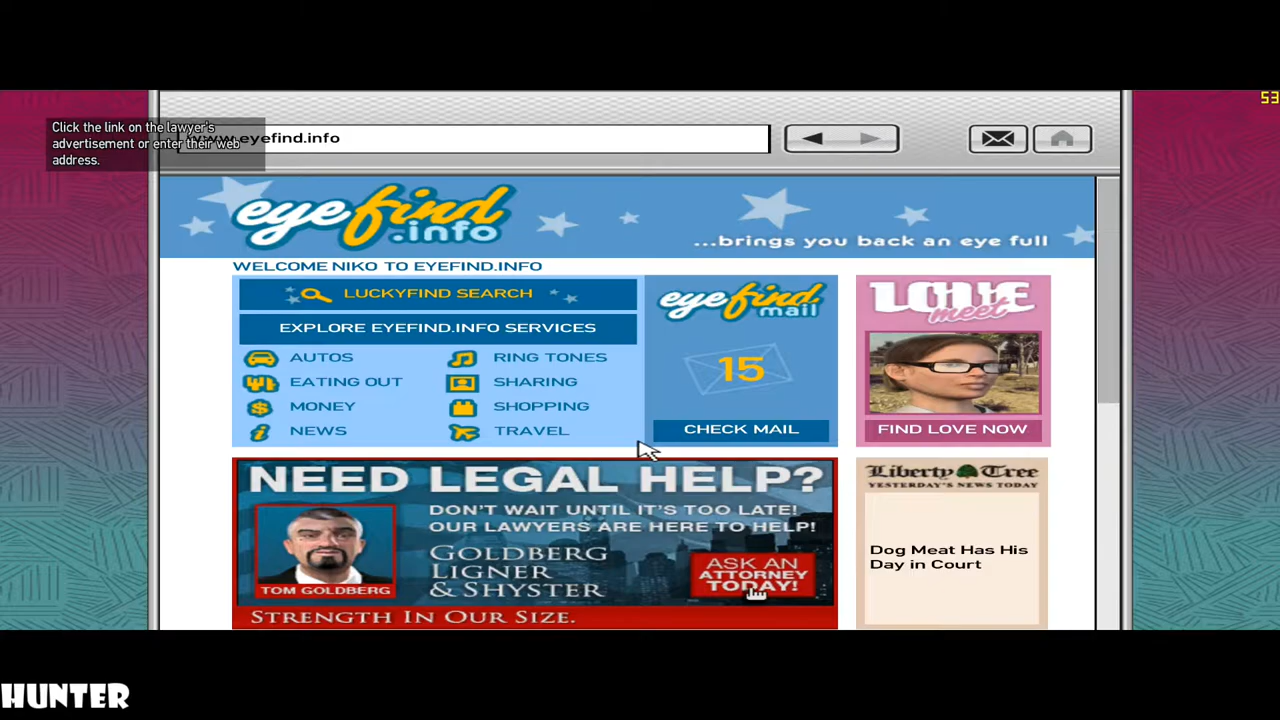 Click the link on the lawyer's
advertisement or enter their web
address.
www.eyefind.info
53
eyefind
.info
...brings you back an eye full
WELCOME NIKO TO EYEFIND.INFO
LUCKYFIND SEARCH
EXPLORE EYEFIND.INFO SERVICES
AUTOS
RING TONES
EATING OUT
SHARING
MONEY
SHOPPING
NEWS
TRAVEL
eyefind
mail
15
CHECK MAIL
LOVE
meet
FIND LOVE NOW
NEED LEGAL HELP?
DON'T WAIT UNTIL IT'S TOO LATE!
OUR LAWYERS ARE HERE TO HELP!
GOLDBERG
LIGNER
& SHYSTER
TOM GOLDBERG
ASK AN
ATTORNEY
TODAY!
STRENGTH IN OUR SIZE.
Liberty Tree
YESTERDAY'S NEWS TODAY
Dog Meat Has His
Day in Court
HUNTER